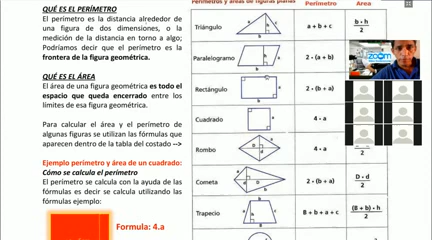 QUÉ ES EL PERÍMETRO
El perímetro es la distancia alrededor de
una figura de dos dimensiones, o la
medición de la distancia en torno a algo;
Podríamos decir que el perímetro es la
frontera de la figura geométrica.
QUÉ ES EL ÁREA
El área de una figura geométrica es todo el
espacio que queda encerrado entre los
límites de esa figura geométrica.
Para calcular el área y el perímetro de
algunas figuras se utilizan las fórmulas que
aparecen dentro de la tabla del costado -->
Ejemplo perímetro y área de un cuadrado:
Cómo se calcula el perímetro
El perímetro se calcula con la ayuda de las
fórmulas es decir se calcula utilizando las
fórmulas ejemplo:
Formula: 4.a
Perímetros y áreas de figuras planas
Perímetro Área
Triángulo a + b + c b • h
2
Paralelogramo 2 • (a + b)
Rectángulo 2 • (b + a)
Cuadrado 4 • a
Rombo 4 • a
2
Cometa 2 • (b + a) D • d
2
Trapecio B + b + a + c (B + b) • h
2
zoom